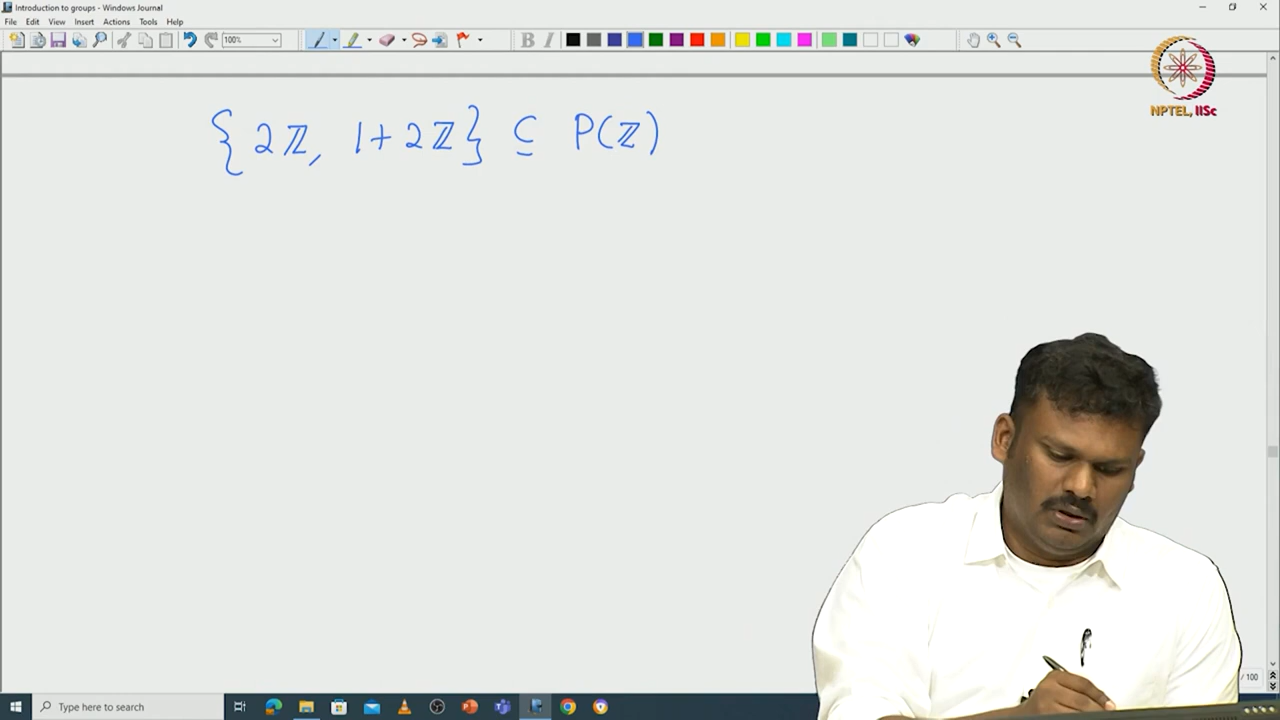 Introduction to groups - Windows Journal
File Edit View Insert Actions Tools Help
100%
B I
NPTEL, IISc
{ 2ℤ, 1+2ℤ } ⊆ P(ℤ)
/ 100
Type here to search